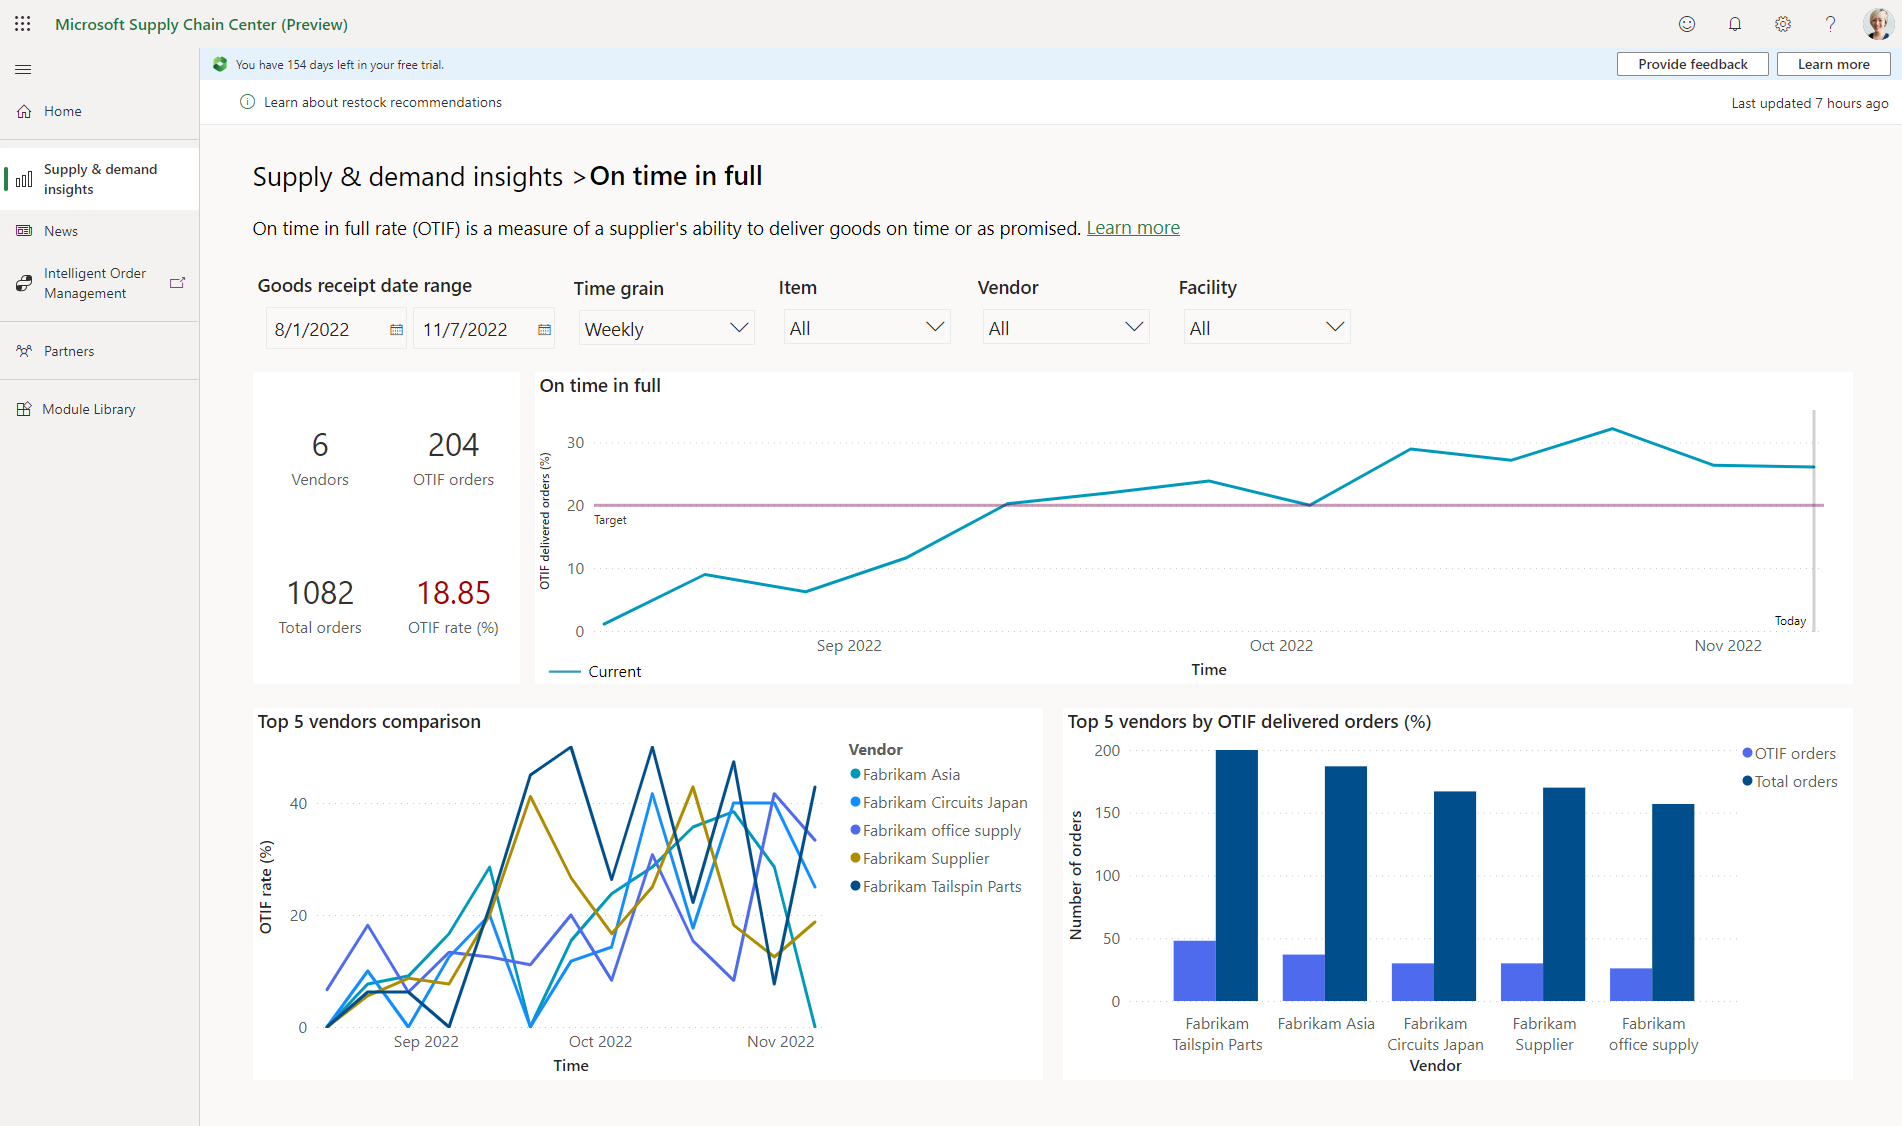 Microsoft Supply Chain Center (Preview)
You have 154 days left in your free trial.
Provide feedback
Learn more
Learn about restock recommendations
Last updated 7 hours ago
Home
Supply & demand
insights
News
Intelligent Order
Management
Partners
Module Library
Supply & demand insights >On time in full
On time in full rate (OTIF) is a measure of a supplier's ability to deliver goods on time or as promised. Learn more
Goods receipt date range
8/1/2022
11/7/2022
Time grain
Weekly
Item
All
Vendor
All
Facility
All
6
Vendors
204
OTIF orders
1082
Total orders
18.85
OTIF rate (%)
On time in full
OTIF delivered orders (%)
30
20
10
0
Target
Today
Sep 2022
Oct 2022
Nov 2022
Time
Current
Top 5 vendors comparison
OTIF rate (%)
40
20
0
Sep 2022
Oct 2022
Nov 2022
Time
Vendor
Fabrikam Asia
Fabrikam Circuits Japan
Fabrikam office supply
Fabrikam Supplier
Fabrikam Tailspin Parts
Top 5 vendors by OTIF delivered orders (%)
Number of orders
200
150
100
50
0
Fabrikam
Tailspin Parts
Fabrikam Asia
Fabrikam
Circuits Japan
Fabrikam
Supplier
Fabrikam
office supply
Vendor
OTIF orders
Total orders